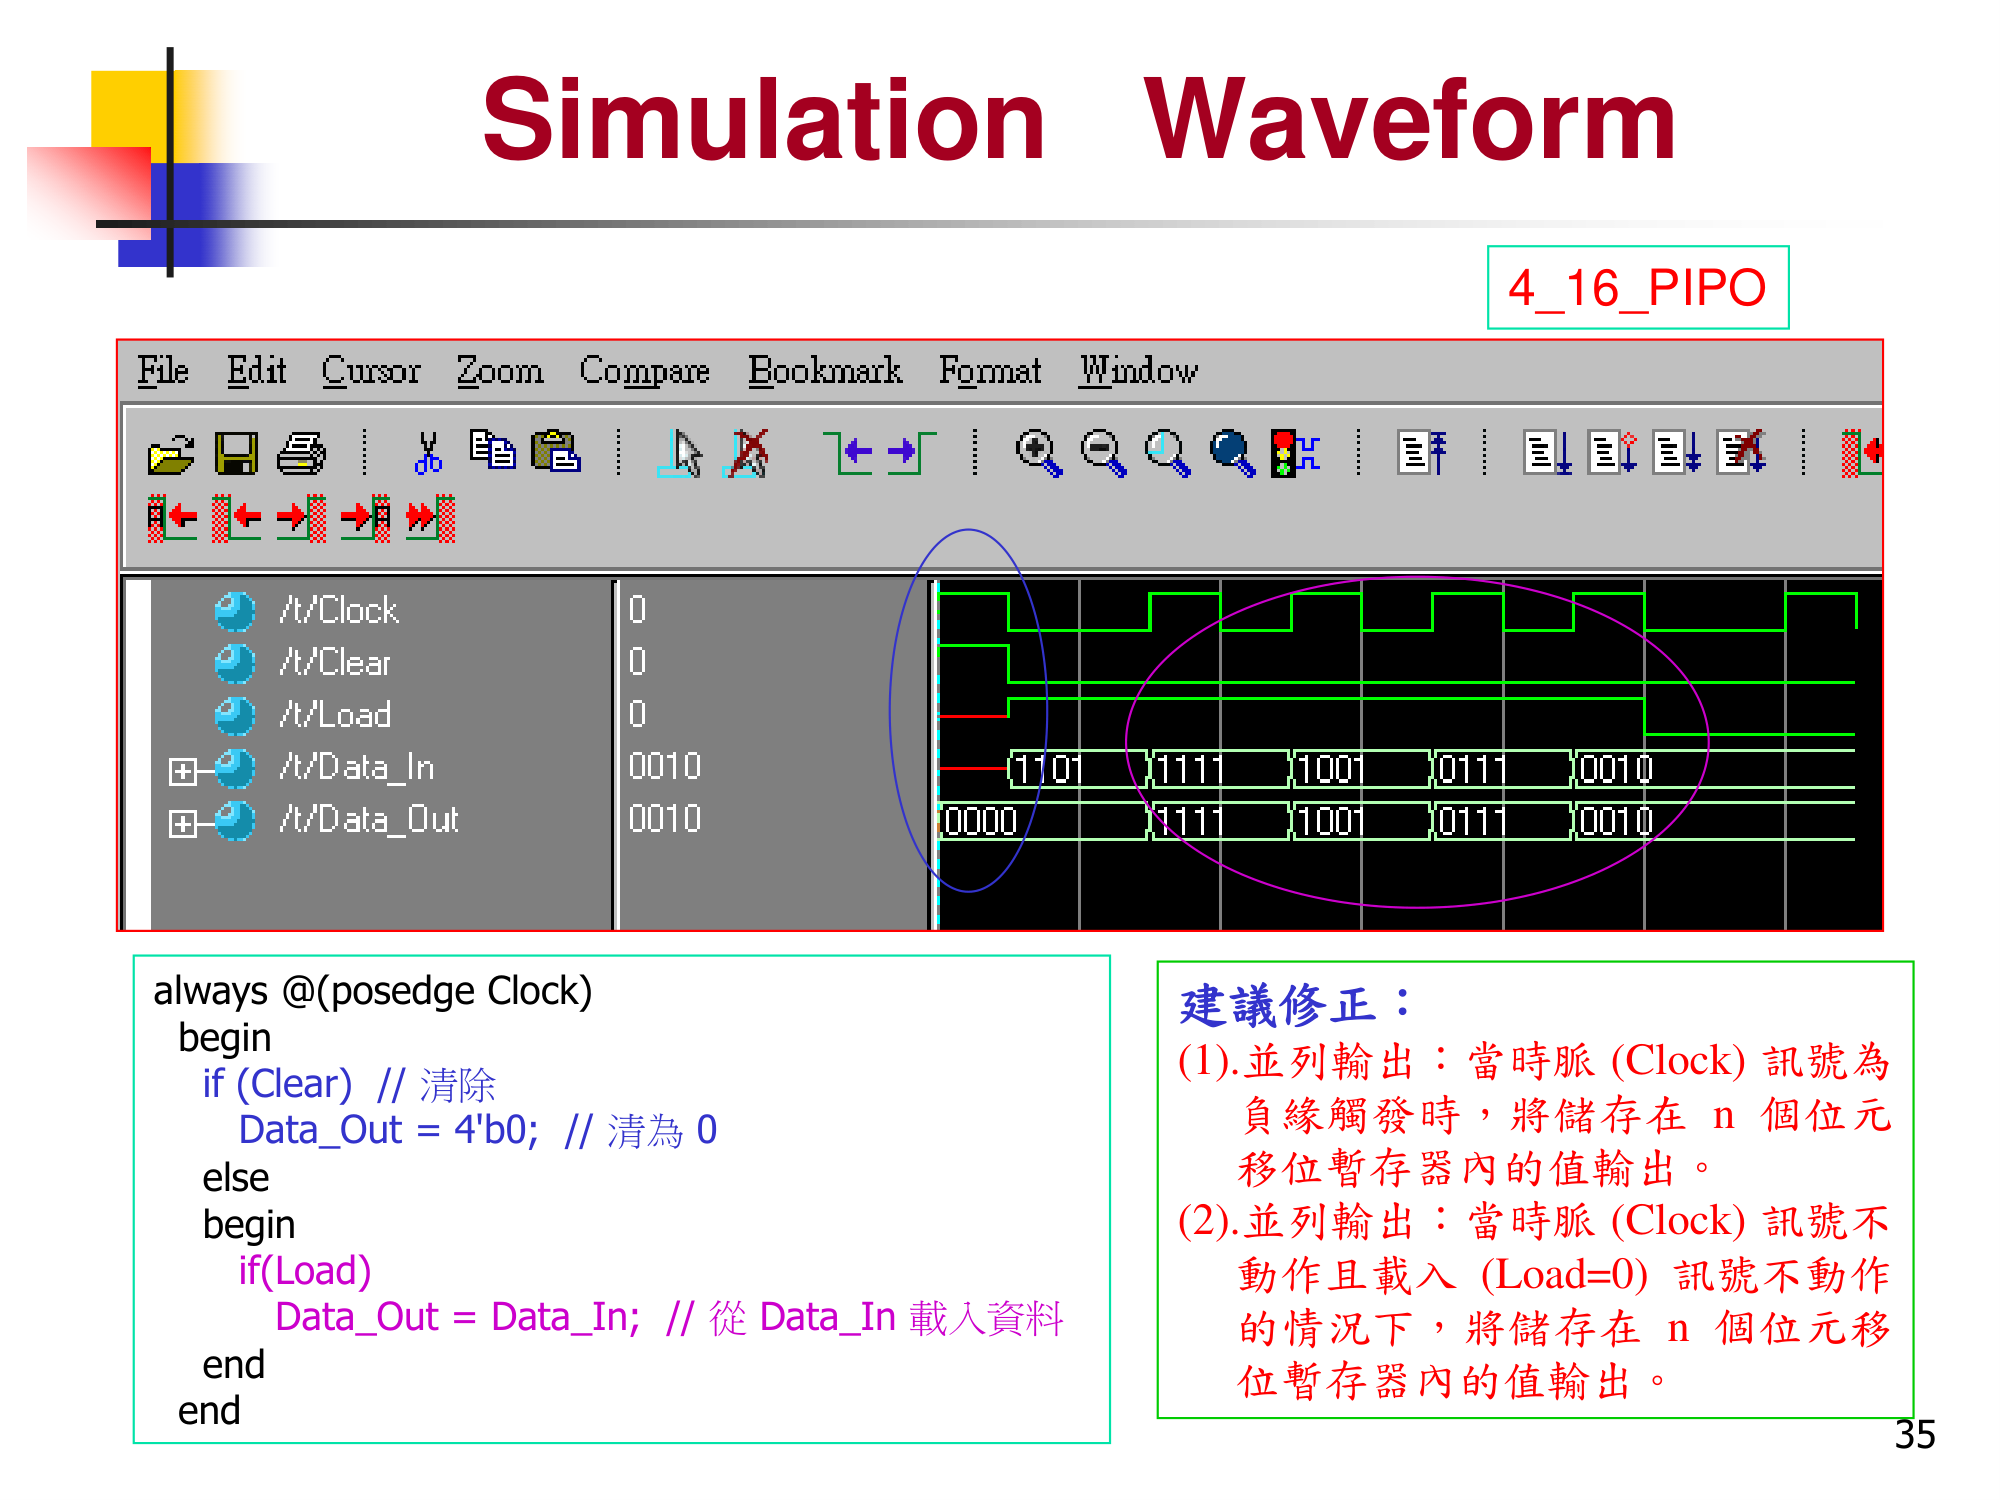 Simulation Waveform
4_16_PIPO
File Edit Cursor Zoom Compare Bookmark Format Window
/t/Clock 0
/t/Clear 0
/t/Load 0
/t/Data_In 0010 1101 1111 1001 0111 0010
/t/Data_Out 0010 0000 1111 1001 0111 0010
always @(posedge Clock)
begin
if (Clear) // 清除
Data_Out = 4'b0; // 清為 0
else
begin
if(Load)
Data_Out = Data_In; // 從 Data_In 載入資料
end
end
建議修正：
(1).並列輸出：當時脈 (Clock) 訊號為
負緣觸發時，將儲存在 n 個位元
移位暫存器內的值輸出。
(2).並列輸出：當時脈 (Clock) 訊號不
動作且載入 (Load=0) 訊號不動作
的情況下，將儲存在 n 個位元移
位暫存器內的值輸出。
35